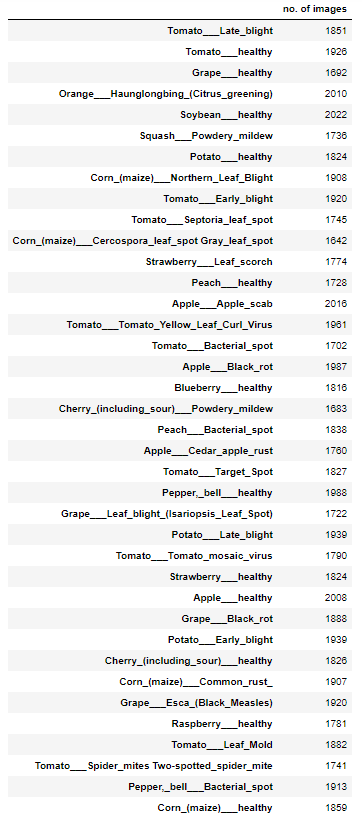 no. of images
Tomato___Late_blight 1851
Tomato___healthy 1926
Grape___healthy 1692
Orange___Haunglongbing_(Citrus_greening) 2010
Soybean___healthy 2022
Squash___Powdery_mildew 1736
Potato___healthy 1824
Corn_(maize)___Northern_Leaf_Blight 1908
Tomato___Early_blight 1920
Tomato___Septoria_leaf_spot 1745
Corn_(maize)___Cercospora_leaf_spot Gray_leaf_spot 1642
Strawberry___Leaf_scorch 1774
Peach___healthy 1728
Apple___Apple_scab 2016
Tomato___Tomato_Yellow_Leaf_Curl_Virus 1961
Tomato___Bacterial_spot 1702
Apple___Black_rot 1987
Blueberry___healthy 1816
Cherry_(including_sour)___Powdery_mildew 1683
Peach___Bacterial_spot 1838
Apple___Cedar_apple_rust 1760
Tomato___Target_Spot 1827
Pepper,_bell___healthy 1988
Grape___Leaf_blight_(Isariopsis_Leaf_Spot) 1722
Potato___Late_blight 1939
Tomato___Tomato_mosaic_virus 1790
Strawberry___healthy 1824
Apple___healthy 2008
Grape___Black_rot 1888
Potato___Early_blight 1939
Cherry_(including_sour)___healthy 1826
Corn_(maize)___Common_rust_ 1907
Grape___Esca_(Black_Measles) 1920
Raspberry___healthy 1781
Tomato___Leaf_Mold 1882
Tomato___Spider_mites Two-spotted_spider_mite 1741
Pepper,_bell___Bacterial_spot 1913
Corn_(maize)___healthy 1859